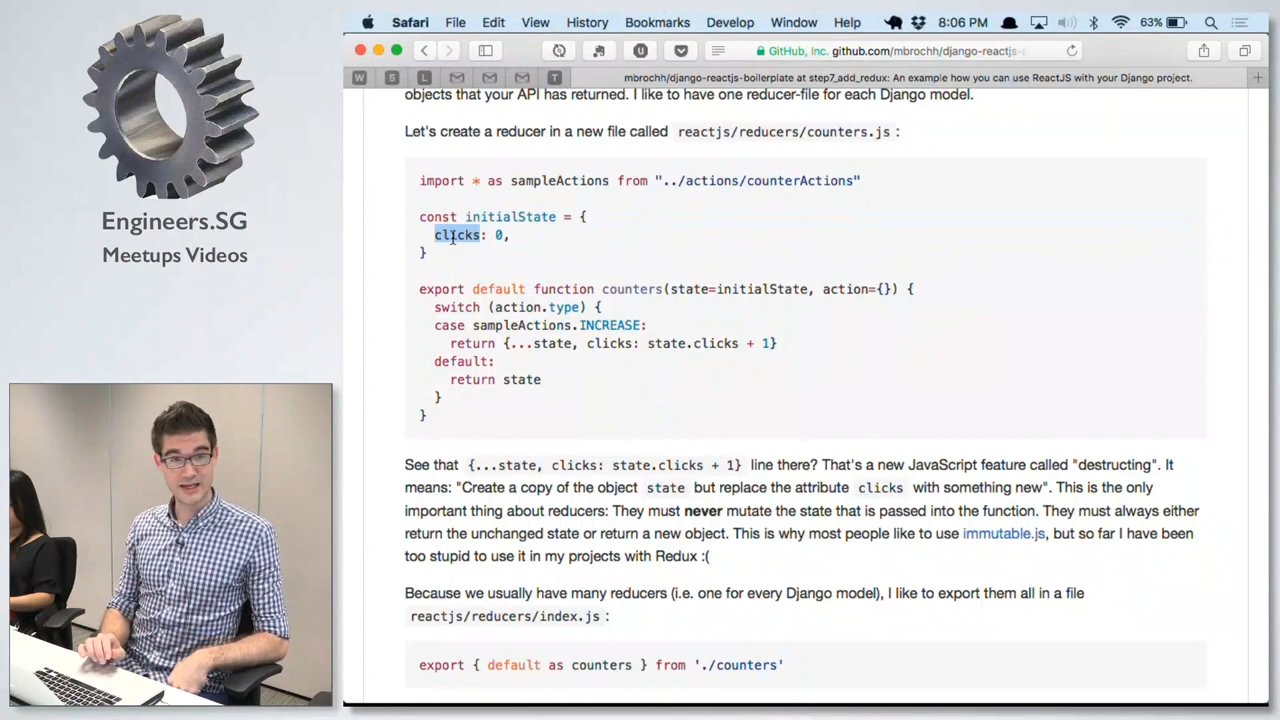 Engineers.SG
Meetups Videos
Safari File Edit View History Bookmarks Develop Window Help 8:06 PM 63%
GitHub, Inc. github.com/mbrochh/django-reactjs-
W 5 L T mbrochh/django-reactjs-boilerplate at step7_add_redux: An example how you can use ReactJS with your Django project. +
objects that your API has returned. I like to have one reducer-file for each Django model.
Let's create a reducer in a new file called reactjs/reducers/counters.js :
import * as sampleActions from "../actions/counterActions"
const initialState = {
clicks: 0,
}
export default function counters(state=initialState, action={}) {
switch (action.type) {
case sampleActions.INCREASE:
return {...state, clicks: state.clicks + 1}
default:
return state
}
}
See that {...state, clicks: state.clicks + 1} line there? That's a new JavaScript feature called "destructing". It
means: "Create a copy of the object state but replace the attribute clicks with something new". This is the only
important thing about reducers: They must never mutate the state that is passed into the function. They must always either
return the unchanged state or return a new object. This is why most people like to use immutable.js, but so far I have been
too stupid to use it in my projects with Redux :(
Because we usually have many reducers (i.e. one for every Django model), I like to export them all in a file
reactjs/reducers/index.js :
export { default as counters } from './counters'